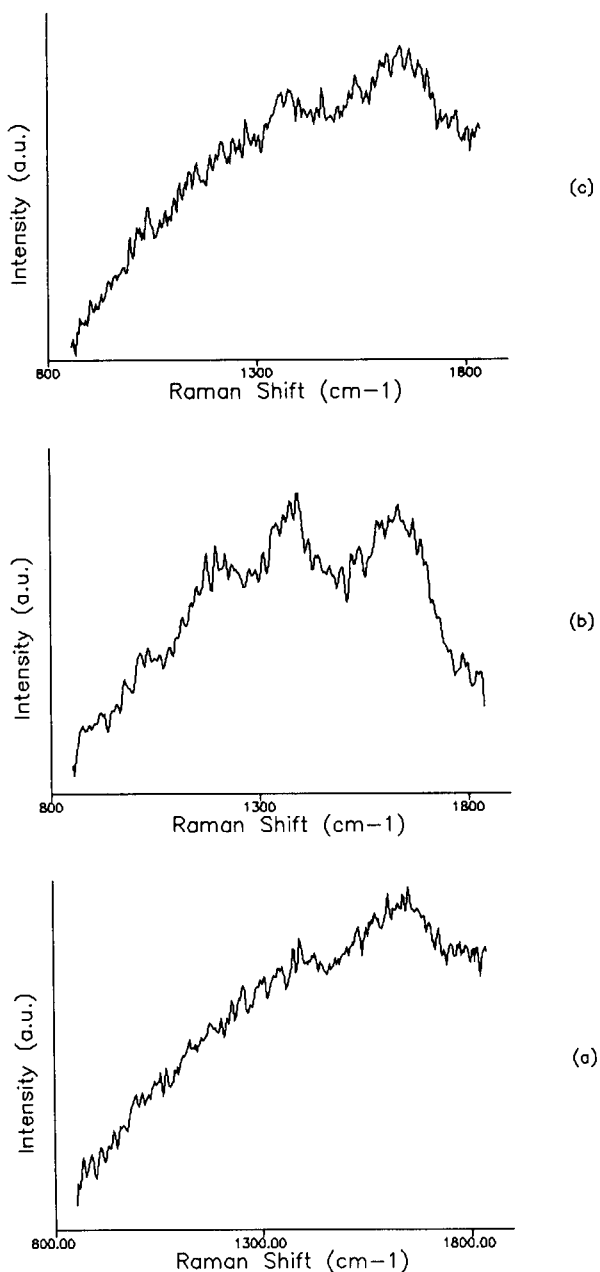 Intensity (a.u.)
(c)
800 1300 1800
Raman Shift (cm-1)
Intensity (a.u.)
(b)
800 1300 1800
Raman Shift (cm-1)
Intensity (a.u.)
(a)
800.00 1300.00 1800.00
Raman Shift (cm-1)